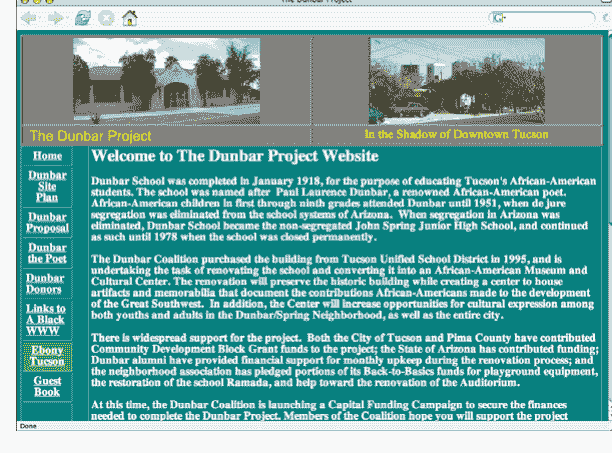 The Dunbar Project
The Dunbar Project
In the Shadow of Downtown Tucson
Home
Dunbar
Site
Plan
Dunbar
Proposal
Dunbar
the Poet
Dunbar
Donors
Links to
A Black
WWW
Ebony
Tucson
Guest
Book
Welcome to The Dunbar Project Website
Dunbar School was completed in January 1918, for the purpose of educating Tucson's African-American
students. The school was named after Paul Laurence Dunbar, a renowned African-American poet.
African-American children in first through ninth grades attended Dunbar until 1951, when de jure
segregation was eliminated from the school systems of Arizona. When segregation in Arizona was
eliminated, Dunbar School became the non-segregated John Spring Junior High School, and continued
as such until 1978 when the school was closed permanently.
The Dunbar Coalition purchased the building from Tucson Unified School District in 1995, and is
undertaking the task of renovating the school and converting it into an African-American Museum and
Cultural Center. The renovation will preserve the historic building while creating a center to house
artifacts and memorabilia that document the contributions African-Americans made to the development
of the Great Southwest. In addition, the Center will increase opportunities for cultural expression among
both youths and adults in the Dunbar/Spring Neighborhood, as well as the entire city.
There is widespread support for the project. Both the City of Tucson and Pima County have contributed
Community Development Block Grant funds to the project; the State of Arizona has contributed funding;
Dunbar alumni have provided financial support for monthly upkeep during the renovation process; and
the neighborhood association has pledged portions of its Back-to-Basics funds for playground equipment,
the restoration of the school Ramada, and help toward the renovation of the Auditorium.
At this time, the Dunbar Coalition is launching a Capital Funding Campaign to secure the finances
needed to complete the Dunbar Project. Members of the Coalition hope you will support the project
Done